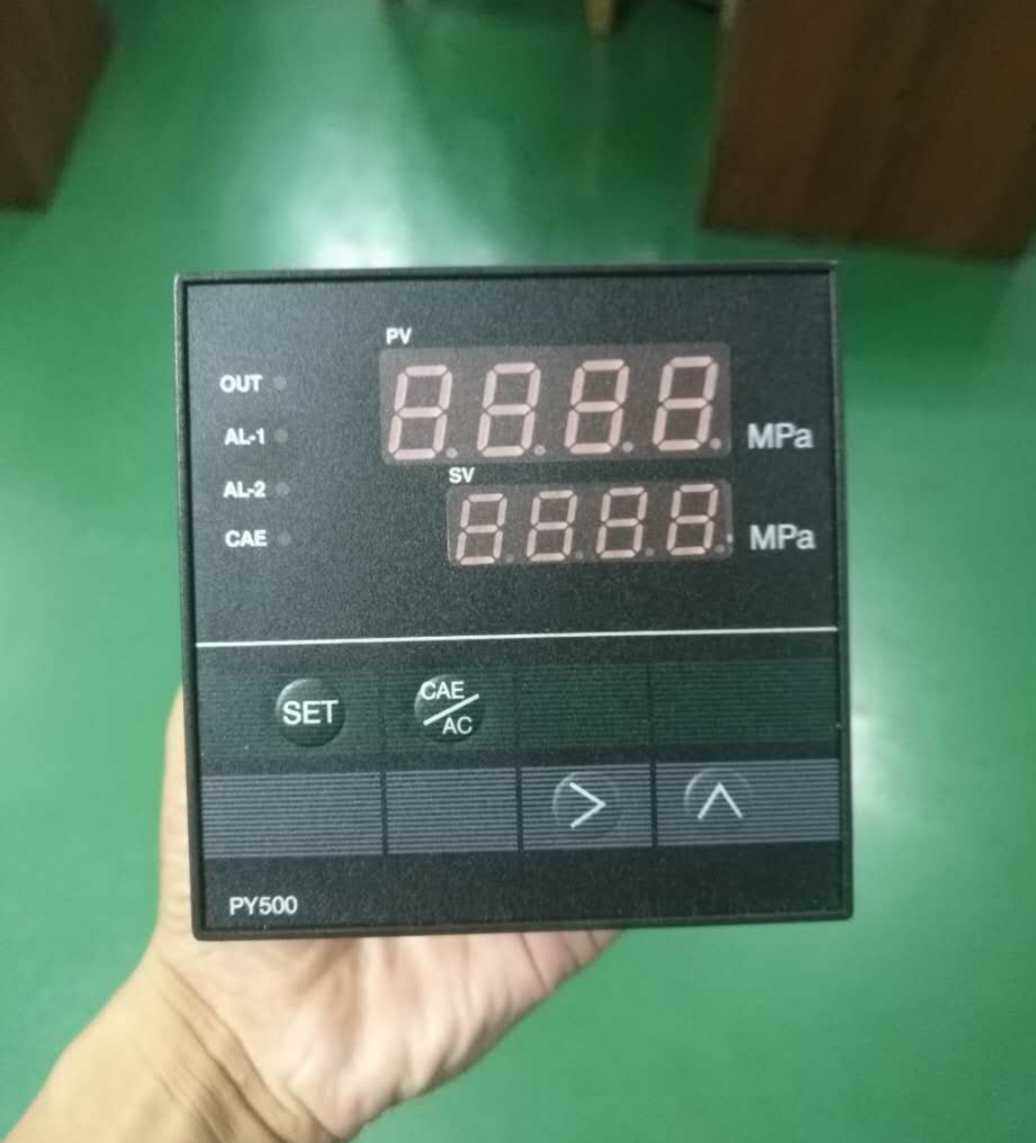 PV
OUT
AL-1
MPa
SV
AL-2
CAE
MPa
SET
CAE/AC
> ∧
PY500